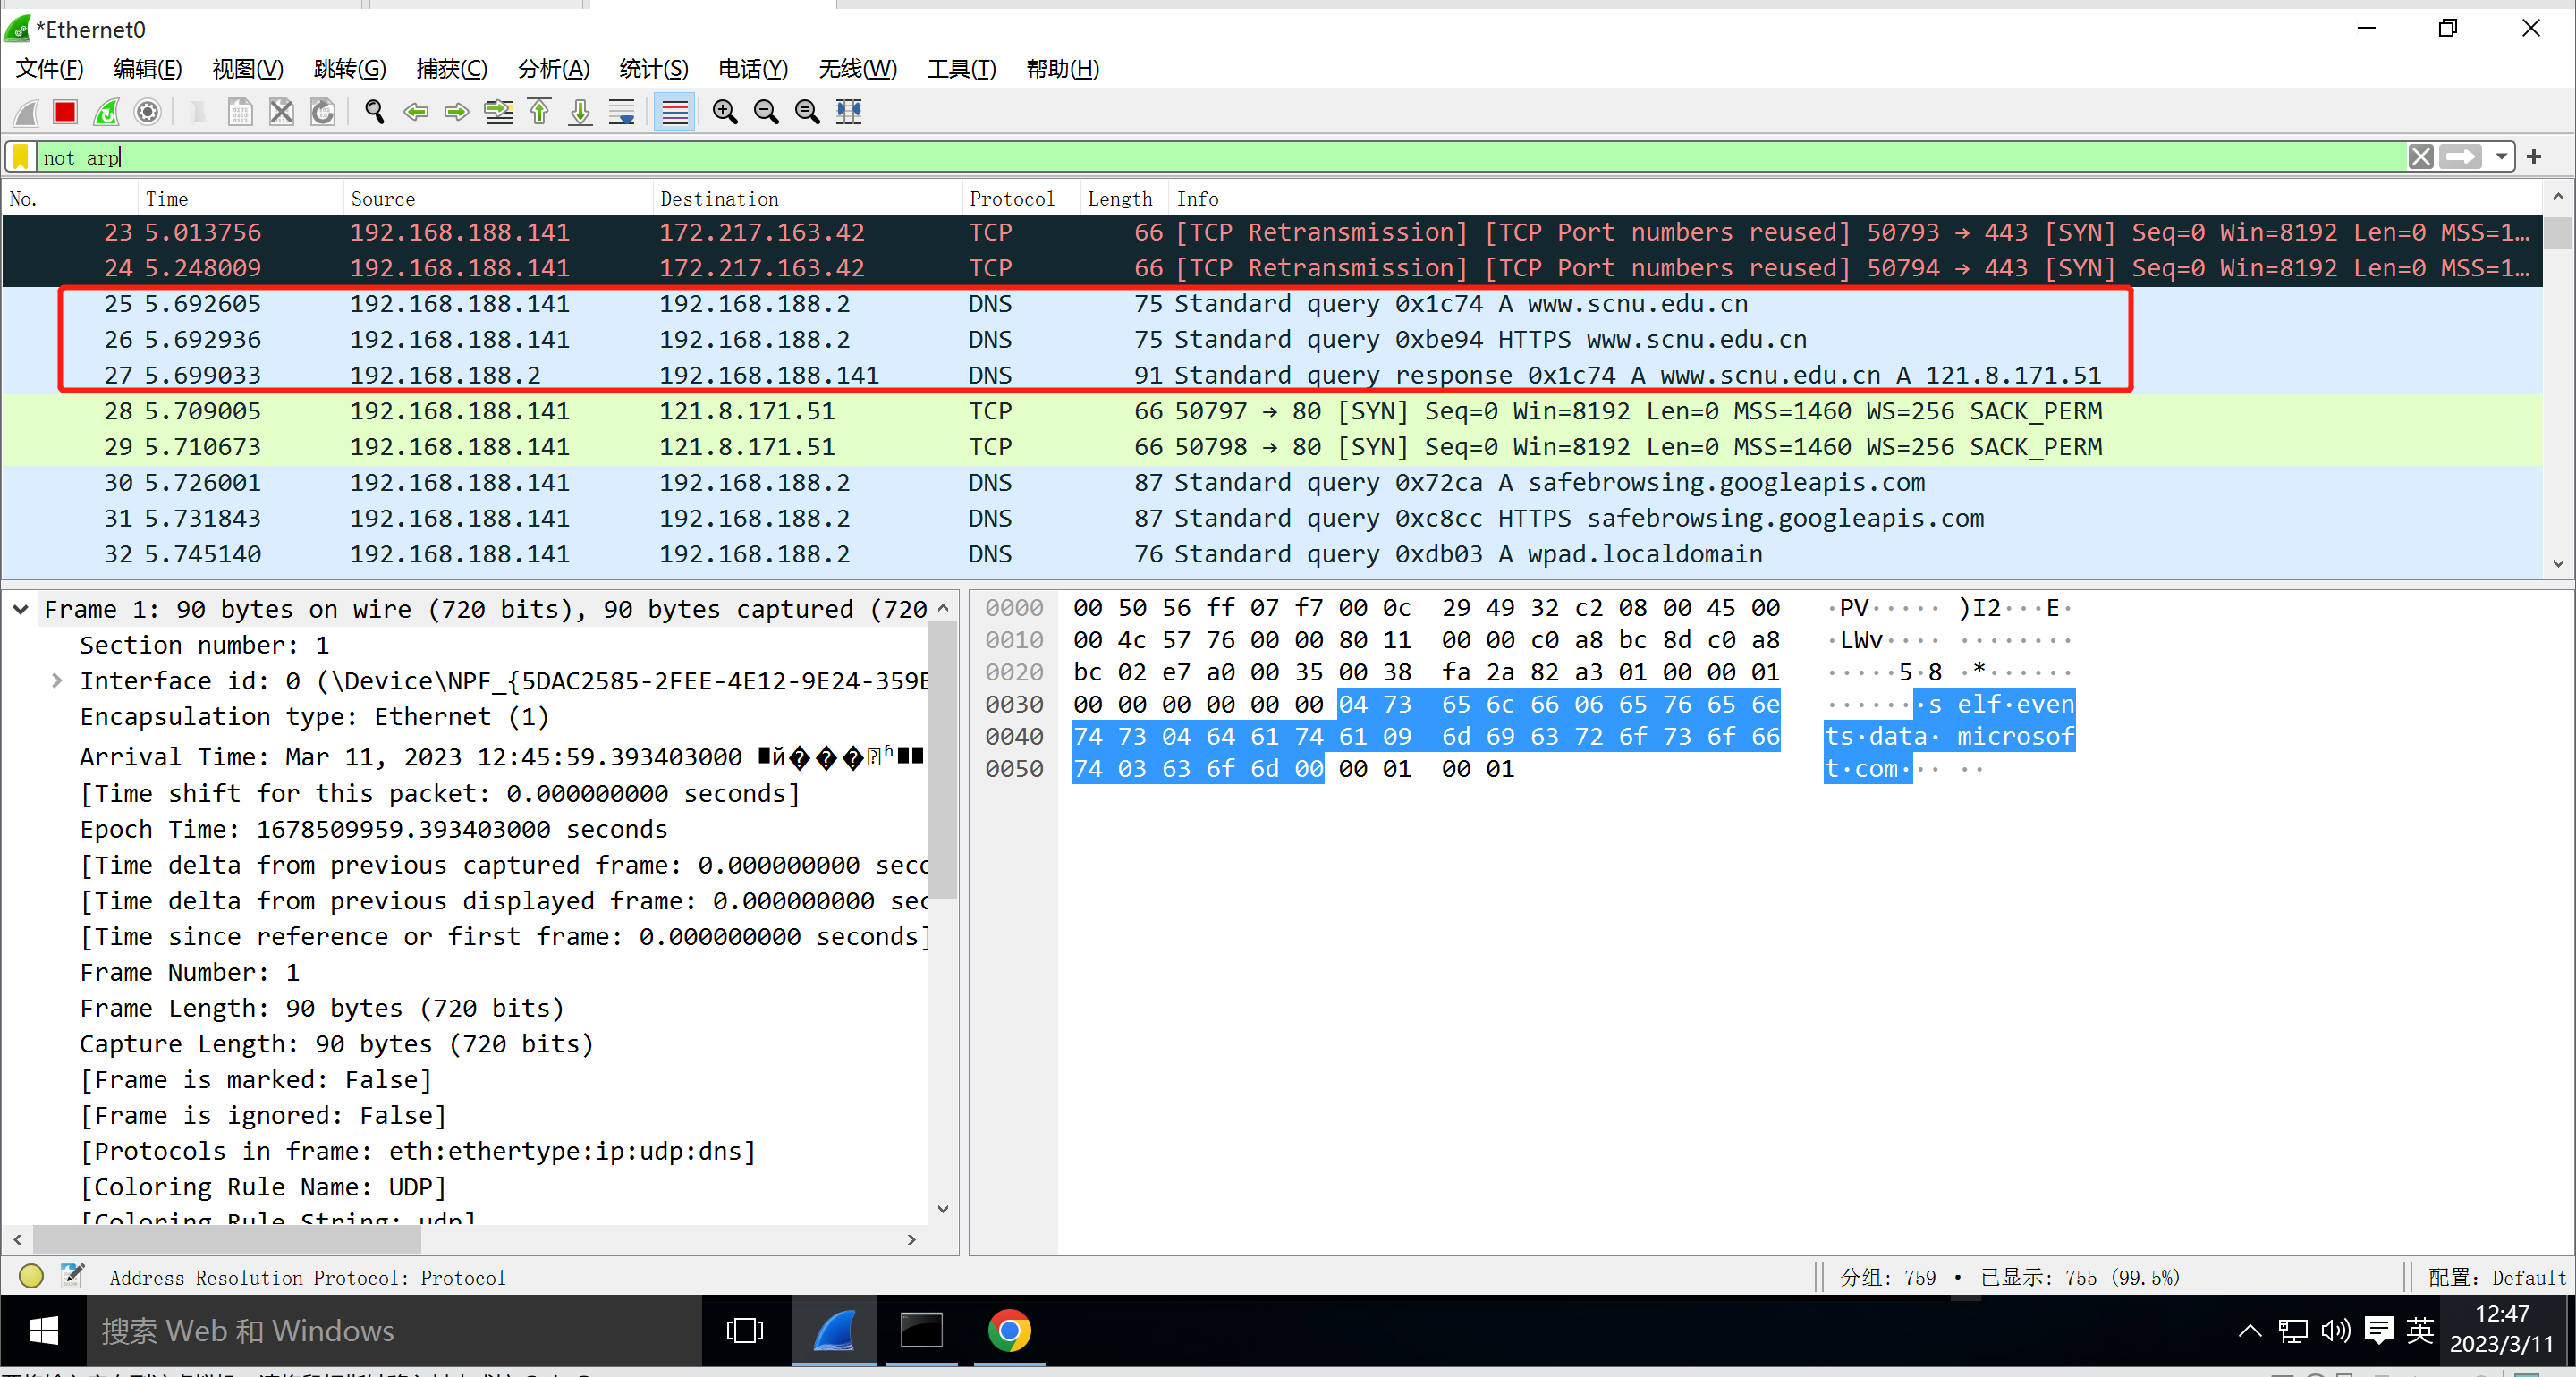 *Ethernet0
文件(F) 编辑(E) 视图(V) 跳转(G) 捕获(C) 分析(A) 统计(S) 电话(Y) 无线(W) 工具(T) 帮助(H)
not arp
No. Time Source Destination Protocol Length Info
23 5.013756 192.168.188.141 172.217.163.42 TCP 66 [TCP Retransmission] [TCP Port numbers reused] 50793 → 443 [SYN] Seq=0 Win=8192 Len=0 MSS=1…
24 5.248009 192.168.188.141 172.217.163.42 TCP 66 [TCP Retransmission] [TCP Port numbers reused] 50794 → 443 [SYN] Seq=0 Win=8192 Len=0 MSS=1…
25 5.692605 192.168.188.141 192.168.188.2 DNS 75 Standard query 0x1c74 A www.scnu.edu.cn
26 5.692936 192.168.188.141 192.168.188.2 DNS 75 Standard query 0xbe94 HTTPS www.scnu.edu.cn
27 5.699033 192.168.188.2 192.168.188.141 DNS 91 Standard query response 0x1c74 A www.scnu.edu.cn A 121.8.171.51
28 5.709005 192.168.188.141 121.8.171.51 TCP 66 50797 → 80 [SYN] Seq=0 Win=8192 Len=0 MSS=1460 WS=256 SACK_PERM
29 5.710673 192.168.188.141 121.8.171.51 TCP 66 50798 → 80 [SYN] Seq=0 Win=8192 Len=0 MSS=1460 WS=256 SACK_PERM
30 5.726001 192.168.188.141 192.168.188.2 DNS 87 Standard query 0x72ca A safebrowsing.googleapis.com
31 5.731843 192.168.188.141 192.168.188.2 DNS 87 Standard query 0xc8cc HTTPS safebrowsing.googleapis.com
32 5.745140 192.168.188.141 192.168.188.2 DNS 76 Standard query 0xdb03 A wpad.localdomain
Frame 1: 90 bytes on wire (720 bits), 90 bytes captured (720
Section number: 1
Interface id: 0 (\Device\NPF_{5DAC2585-2FEE-4E12-9E24-359E
Encapsulation type: Ethernet (1)
Arrival Time: Mar 11, 2023 12:45:59.393403000
[Time shift for this packet: 0.000000000 seconds]
Epoch Time: 1678509959.393403000 seconds
[Time delta from previous captured frame: 0.000000000 seco
[Time delta from previous displayed frame: 0.000000000 sec
[Time since reference or first frame: 0.000000000 seconds]
Frame Number: 1
Frame Length: 90 bytes (720 bits)
Capture Length: 90 bytes (720 bits)
[Frame is marked: False]
[Frame is ignored: False]
[Protocols in frame: eth:ethertype:ip:udp:dns]
[Coloring Rule Name: UDP]
[Coloring Rule String: udp]
0000 00 50 56 ff 07 f7 00 0c 29 49 32 c2 08 00 45 00 ·PV····· )I2···E·
0010 00 4c 57 76 00 00 80 11 00 00 c0 a8 bc 8d c0 a8 ·LWv···· ········
0020 bc 02 e7 a0 00 35 00 38 fa 2a 82 a3 01 00 00 01 ·····5·8 ·*······
0030 00 00 00 00 00 00 04 73 65 6c 66 06 65 76 65 6e ·······s elf·even
0040 74 73 04 64 61 74 61 09 6d 69 63 72 6f 73 6f 66 ts·data· microsof
0050 74 03 63 6f 6d 00 00 01 00 01 t·com··· ··
Address Resolution Protocol: Protocol
分组: 759 · 已显示: 755 (99.5%)
配置: Default
搜索 Web 和 Windows
英
12:47
2023/3/11